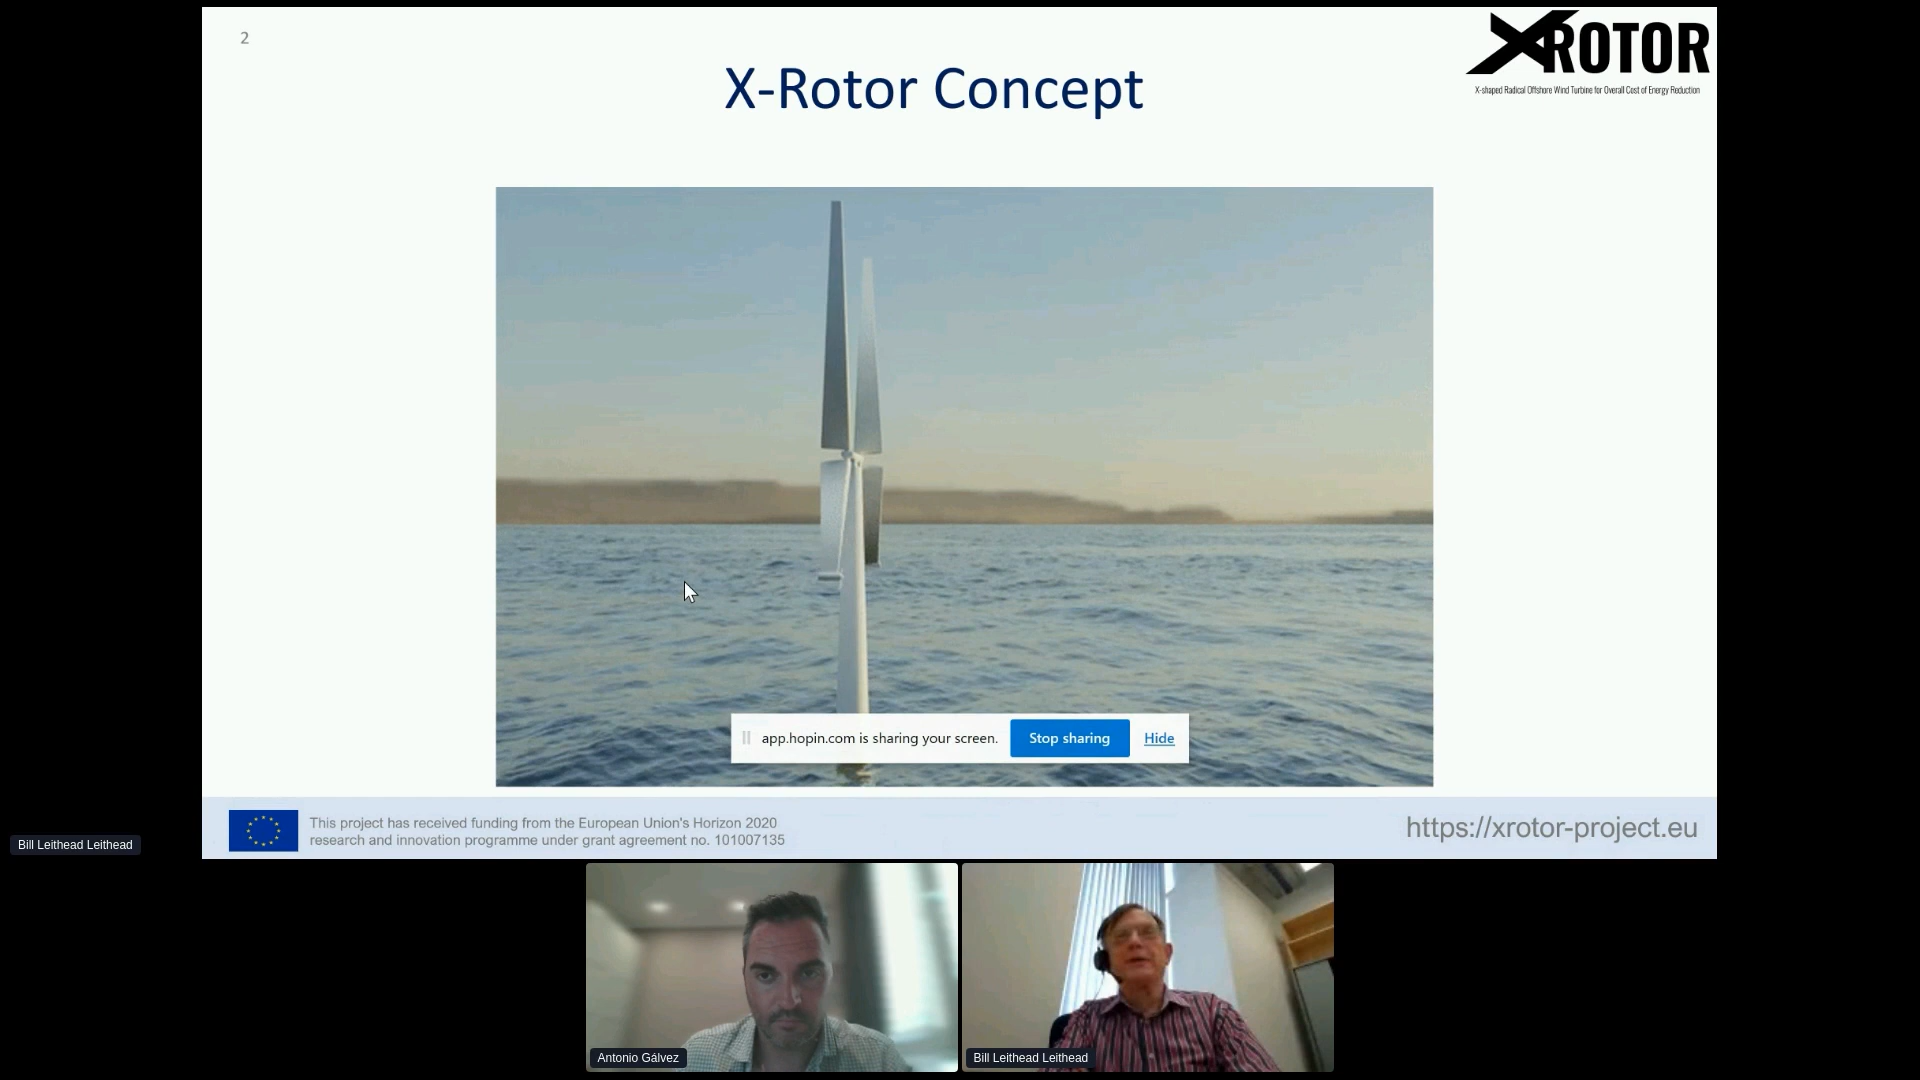 2
XROTOR
X-shaped Radical Offshore Wind Turbine for Overall Cost of Energy Reduction
X-Rotor Concept
app.hopin.com is sharing your screen.
Stop sharing
Hide
This project has received funding from the European Union's Horizon 2020
research and innovation programme under grant agreement no. 101007135
https://xrotor-project.eu
Bill Leithead Leithead
Antonio Gálvez
Bill Leithead Leithead